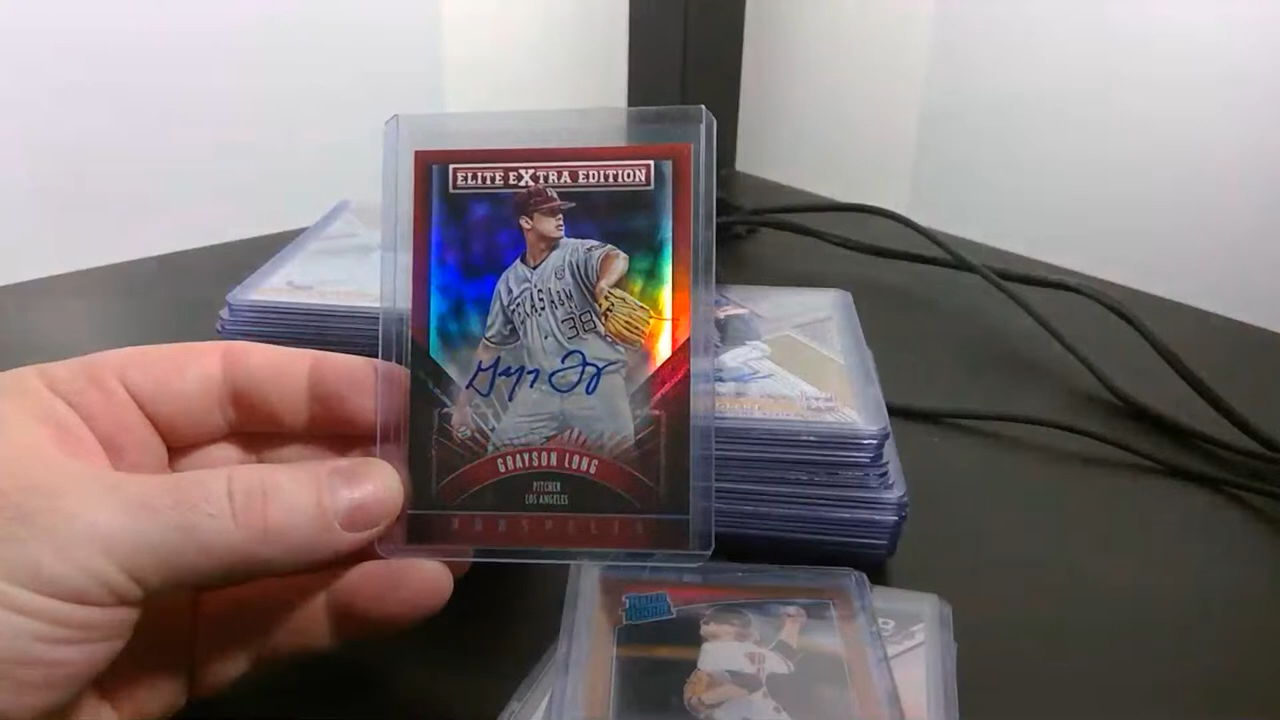 ELITE EXTRA EDITION
TEXAS A&M
38
GRAYSON LONG
PITCHER
LOS ANGELES
PROSPECTS
RATED
ROOKIE